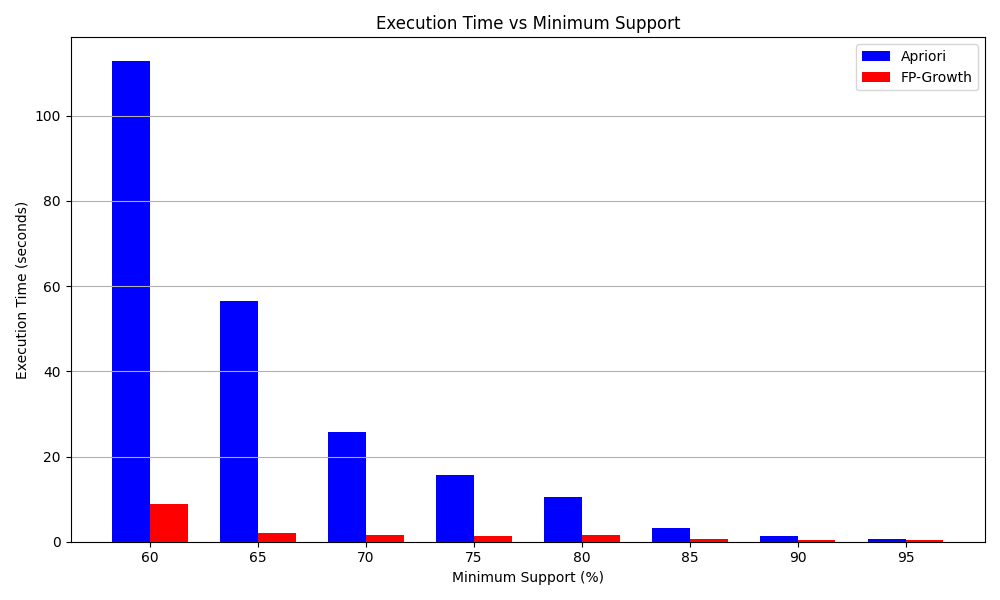 Execution Time vs Minimum Support
Apriori
FP-Growth
Execution Time (seconds)
100
80
60
40
20
0
60 65 70 75 80 85 90 95
Minimum Support (%)